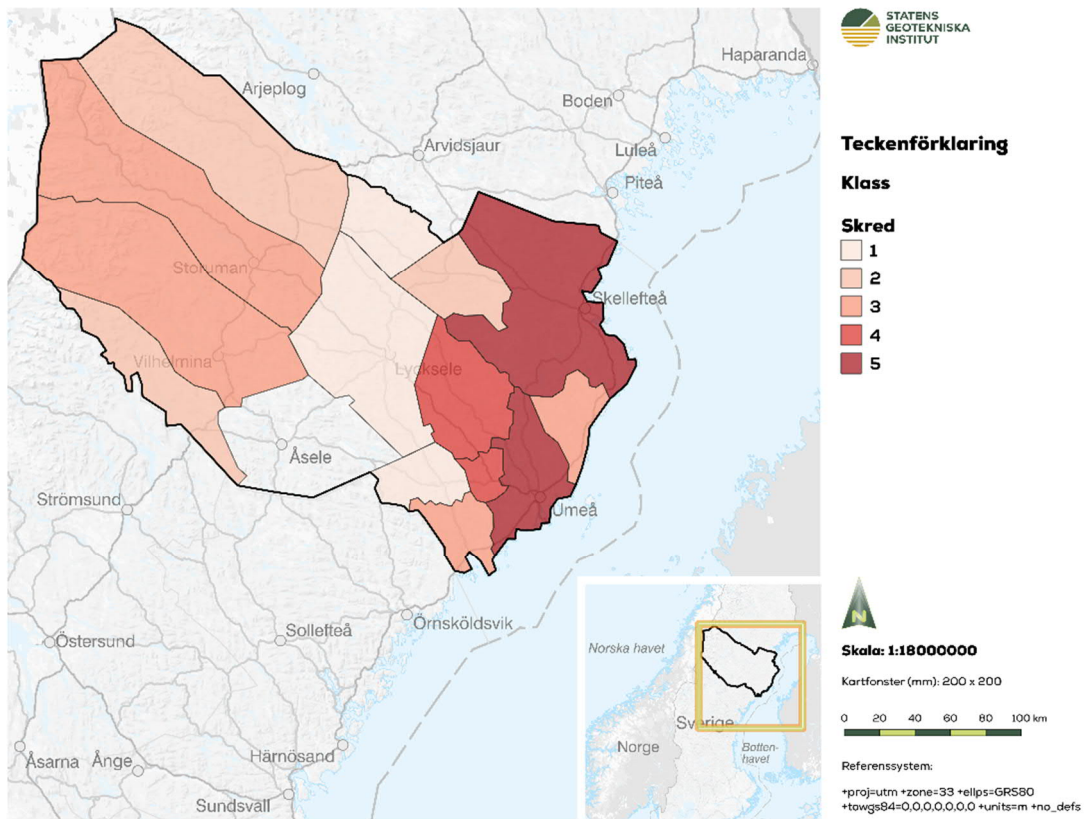 STATENS
GEOTEKNISKA
INSTITUT
Haparanda
Arjeplog
Boden
Arvidsjaur
Luleå
Piteå
Teckenförklaring
Klass
Skred
1
2
3
4
5
Storuman
Skellefteå
Vilhelmina
Lycksele
Åsele
Strömsund
Umeå
Örnsköldsvik
Östersund
Sollefteå
Norska havet
Sverige
Norge
Botten-
havet
Härnösand
Åsarna
Ånge
Sundsvall
N
Skala: 1:18000000
Kartfonster (mm): 200 x 200
0 20 40 60 80 100 km
Referenssystem:
+proj=utm +zone=33 +ellps=GRS80
+towgs84=0,0,0,0,0,0,0 +units=m +no_defs